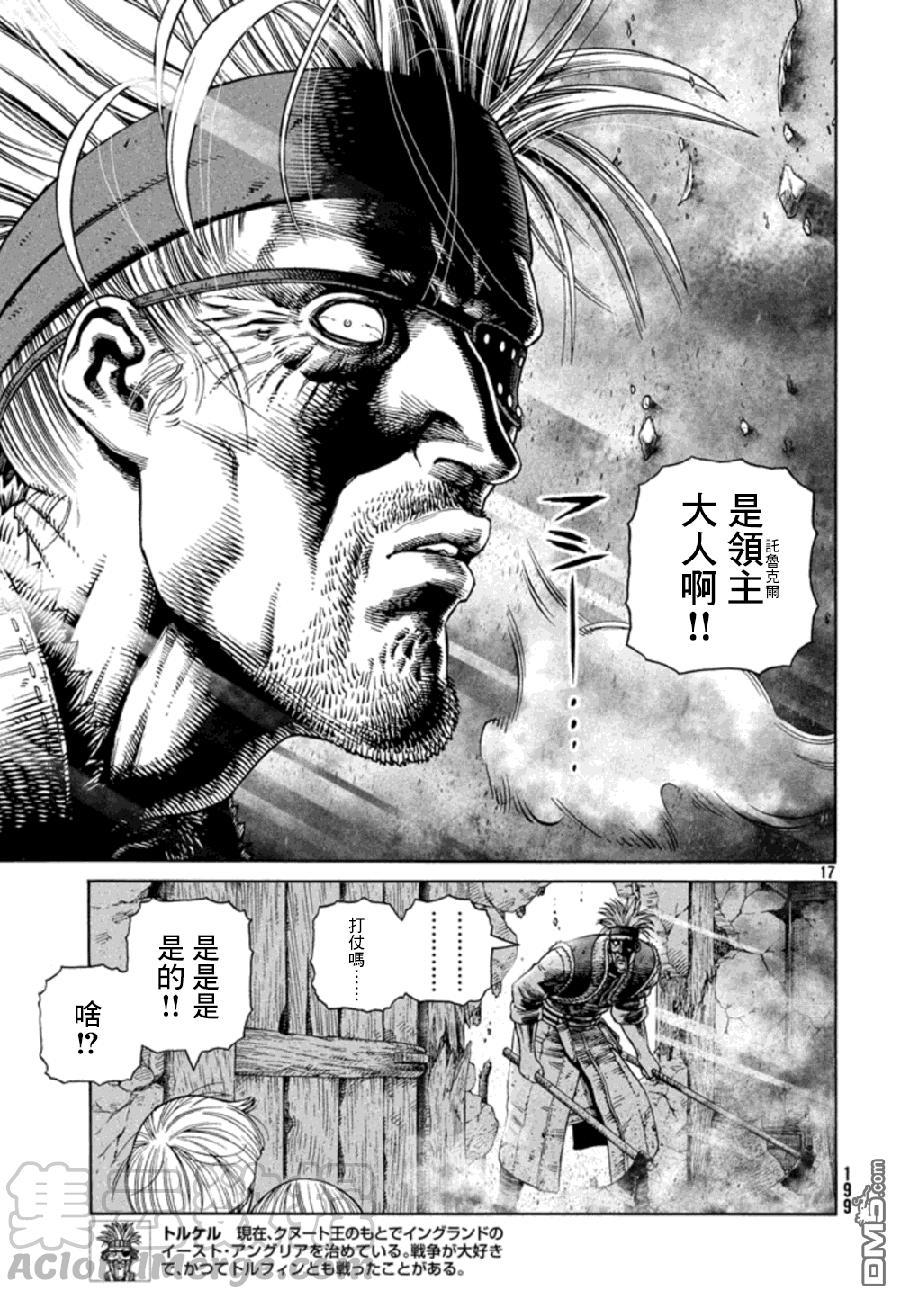 是領主
託魯克爾
大人啊!!
ズ
17
………
………
打仗嗎……
是是是
是的!!
啥!?
199
トルケル　現在、クヌート王のもとでイングランドの
イースト・アングリアを治めている。戦争が大好き
で、かつてトルフィンとも戦ったことがある。
DM5.com